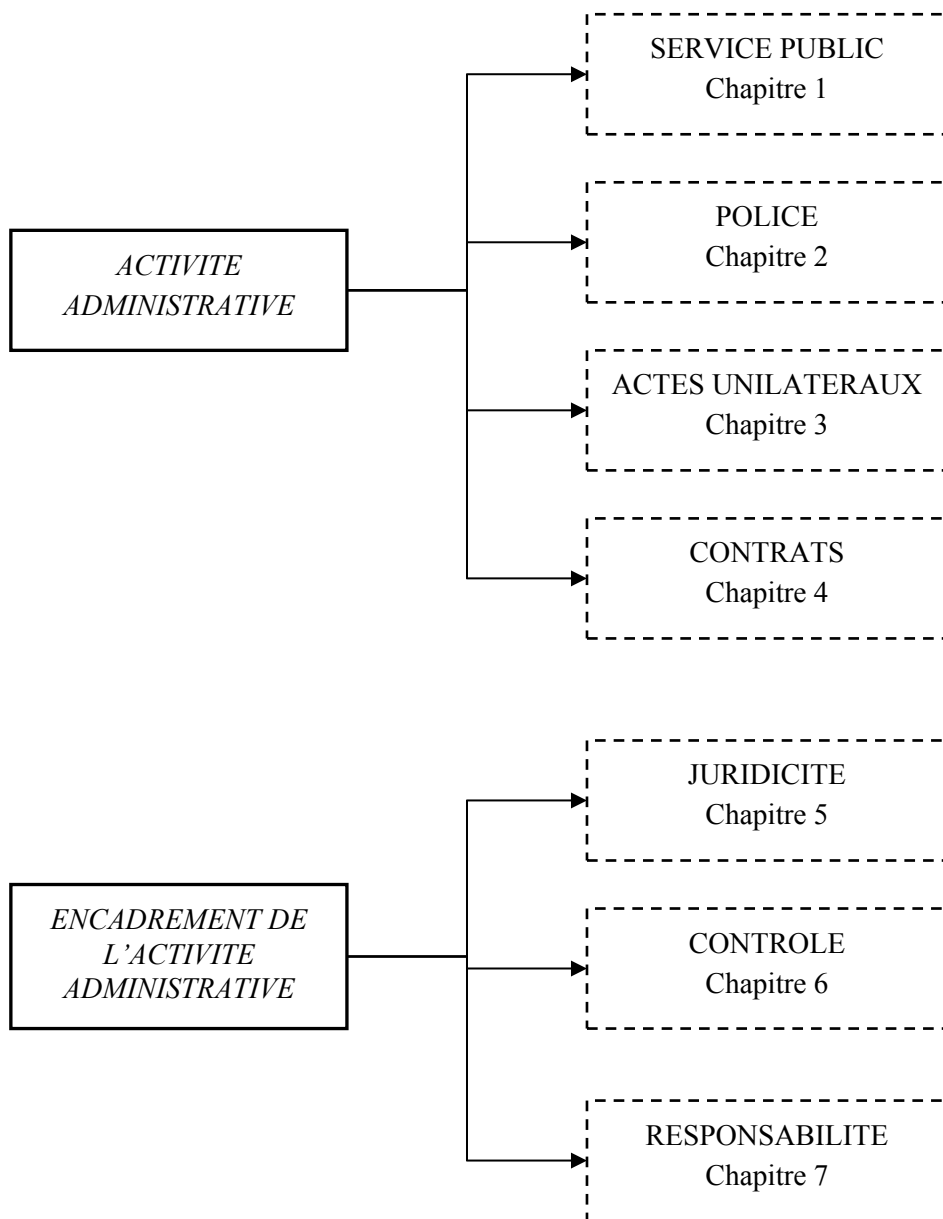 SERVICE PUBLIC
Chapitre 1
POLICE
Chapitre 2
ACTIVITE
ADMINISTRATIVE
ACTES UNILATERAUX
Chapitre 3
CONTRATS
Chapitre 4
JURIDICITE
Chapitre 5
ENCADREMENT DE
L’ACTIVITE
ADMINISTRATIVE
CONTROLE
Chapitre 6
RESPONSABILITE
Chapitre 7